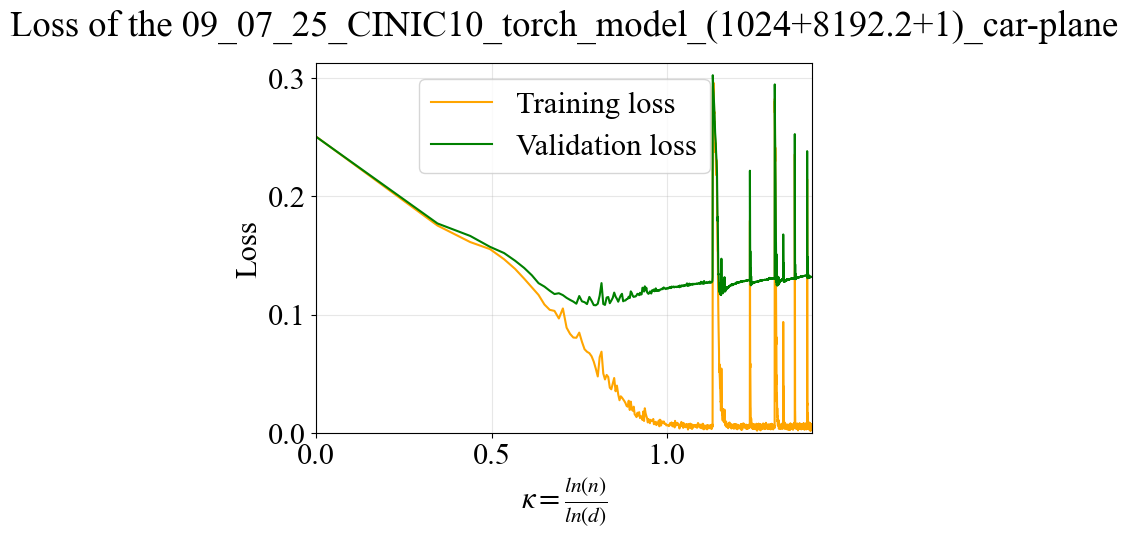 Loss of the 09_07_25_CINIC10_torch_model_(1024+8192.2+1)_car-plane
0.3
Training loss
Validation loss
0.2
Loss
0.1
0.0
0.0 0.5 1.0
κ = ln(n)/ln(d)